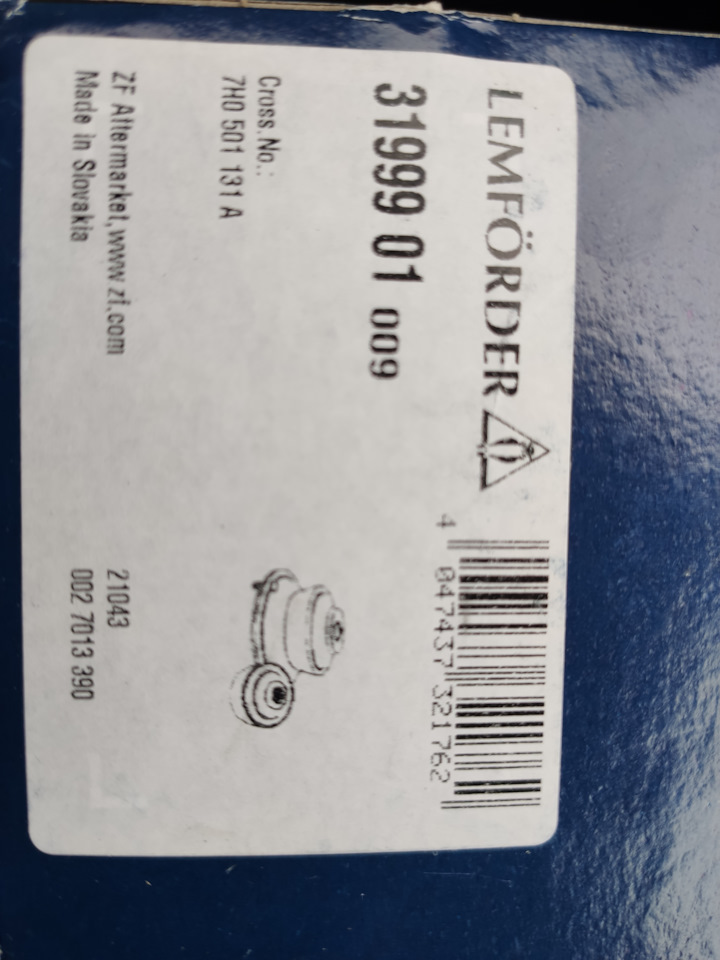 LEMFÖRDER
31999 01 009
4 047437 321762
Cross.No.:
7H0 501 131 A
ZF Aftermarket,www.zf.com
Made in Slovakia
21043
002 7013 390